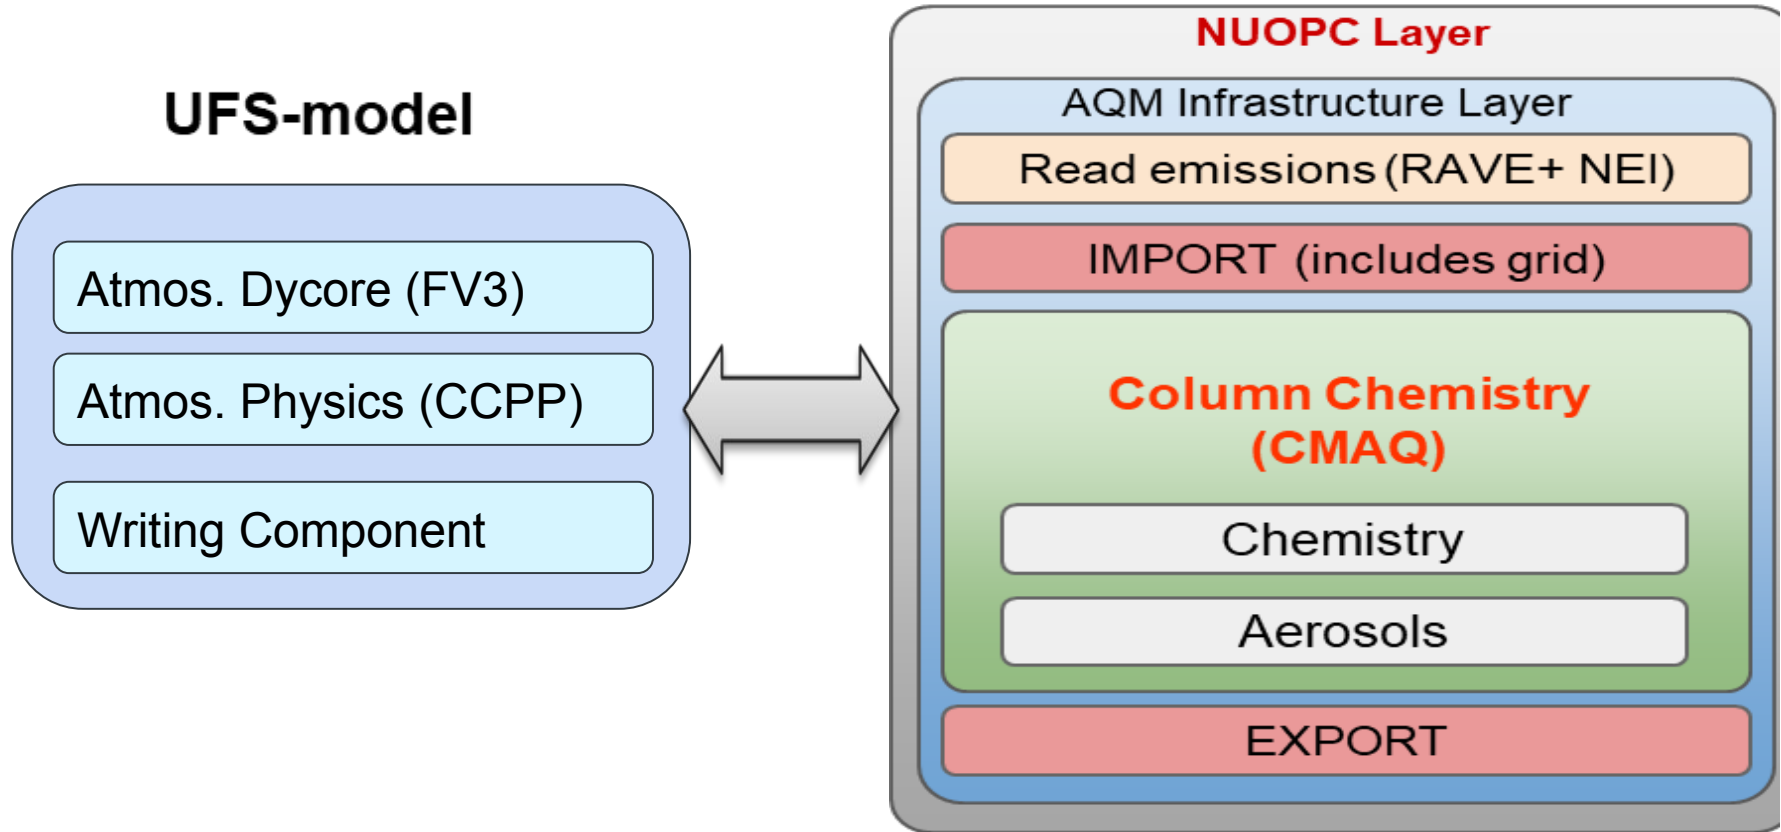 UFS-model
Atmos. Dycore (FV3)
Atmos. Physics (CCPP)
Writing Component
NUOPC Layer
AQM Infrastructure Layer
Read emissions (RAVE+ NEI)
IMPORT (includes grid)
Column Chemistry
(CMAQ)
Chemistry
Aerosols
EXPORT